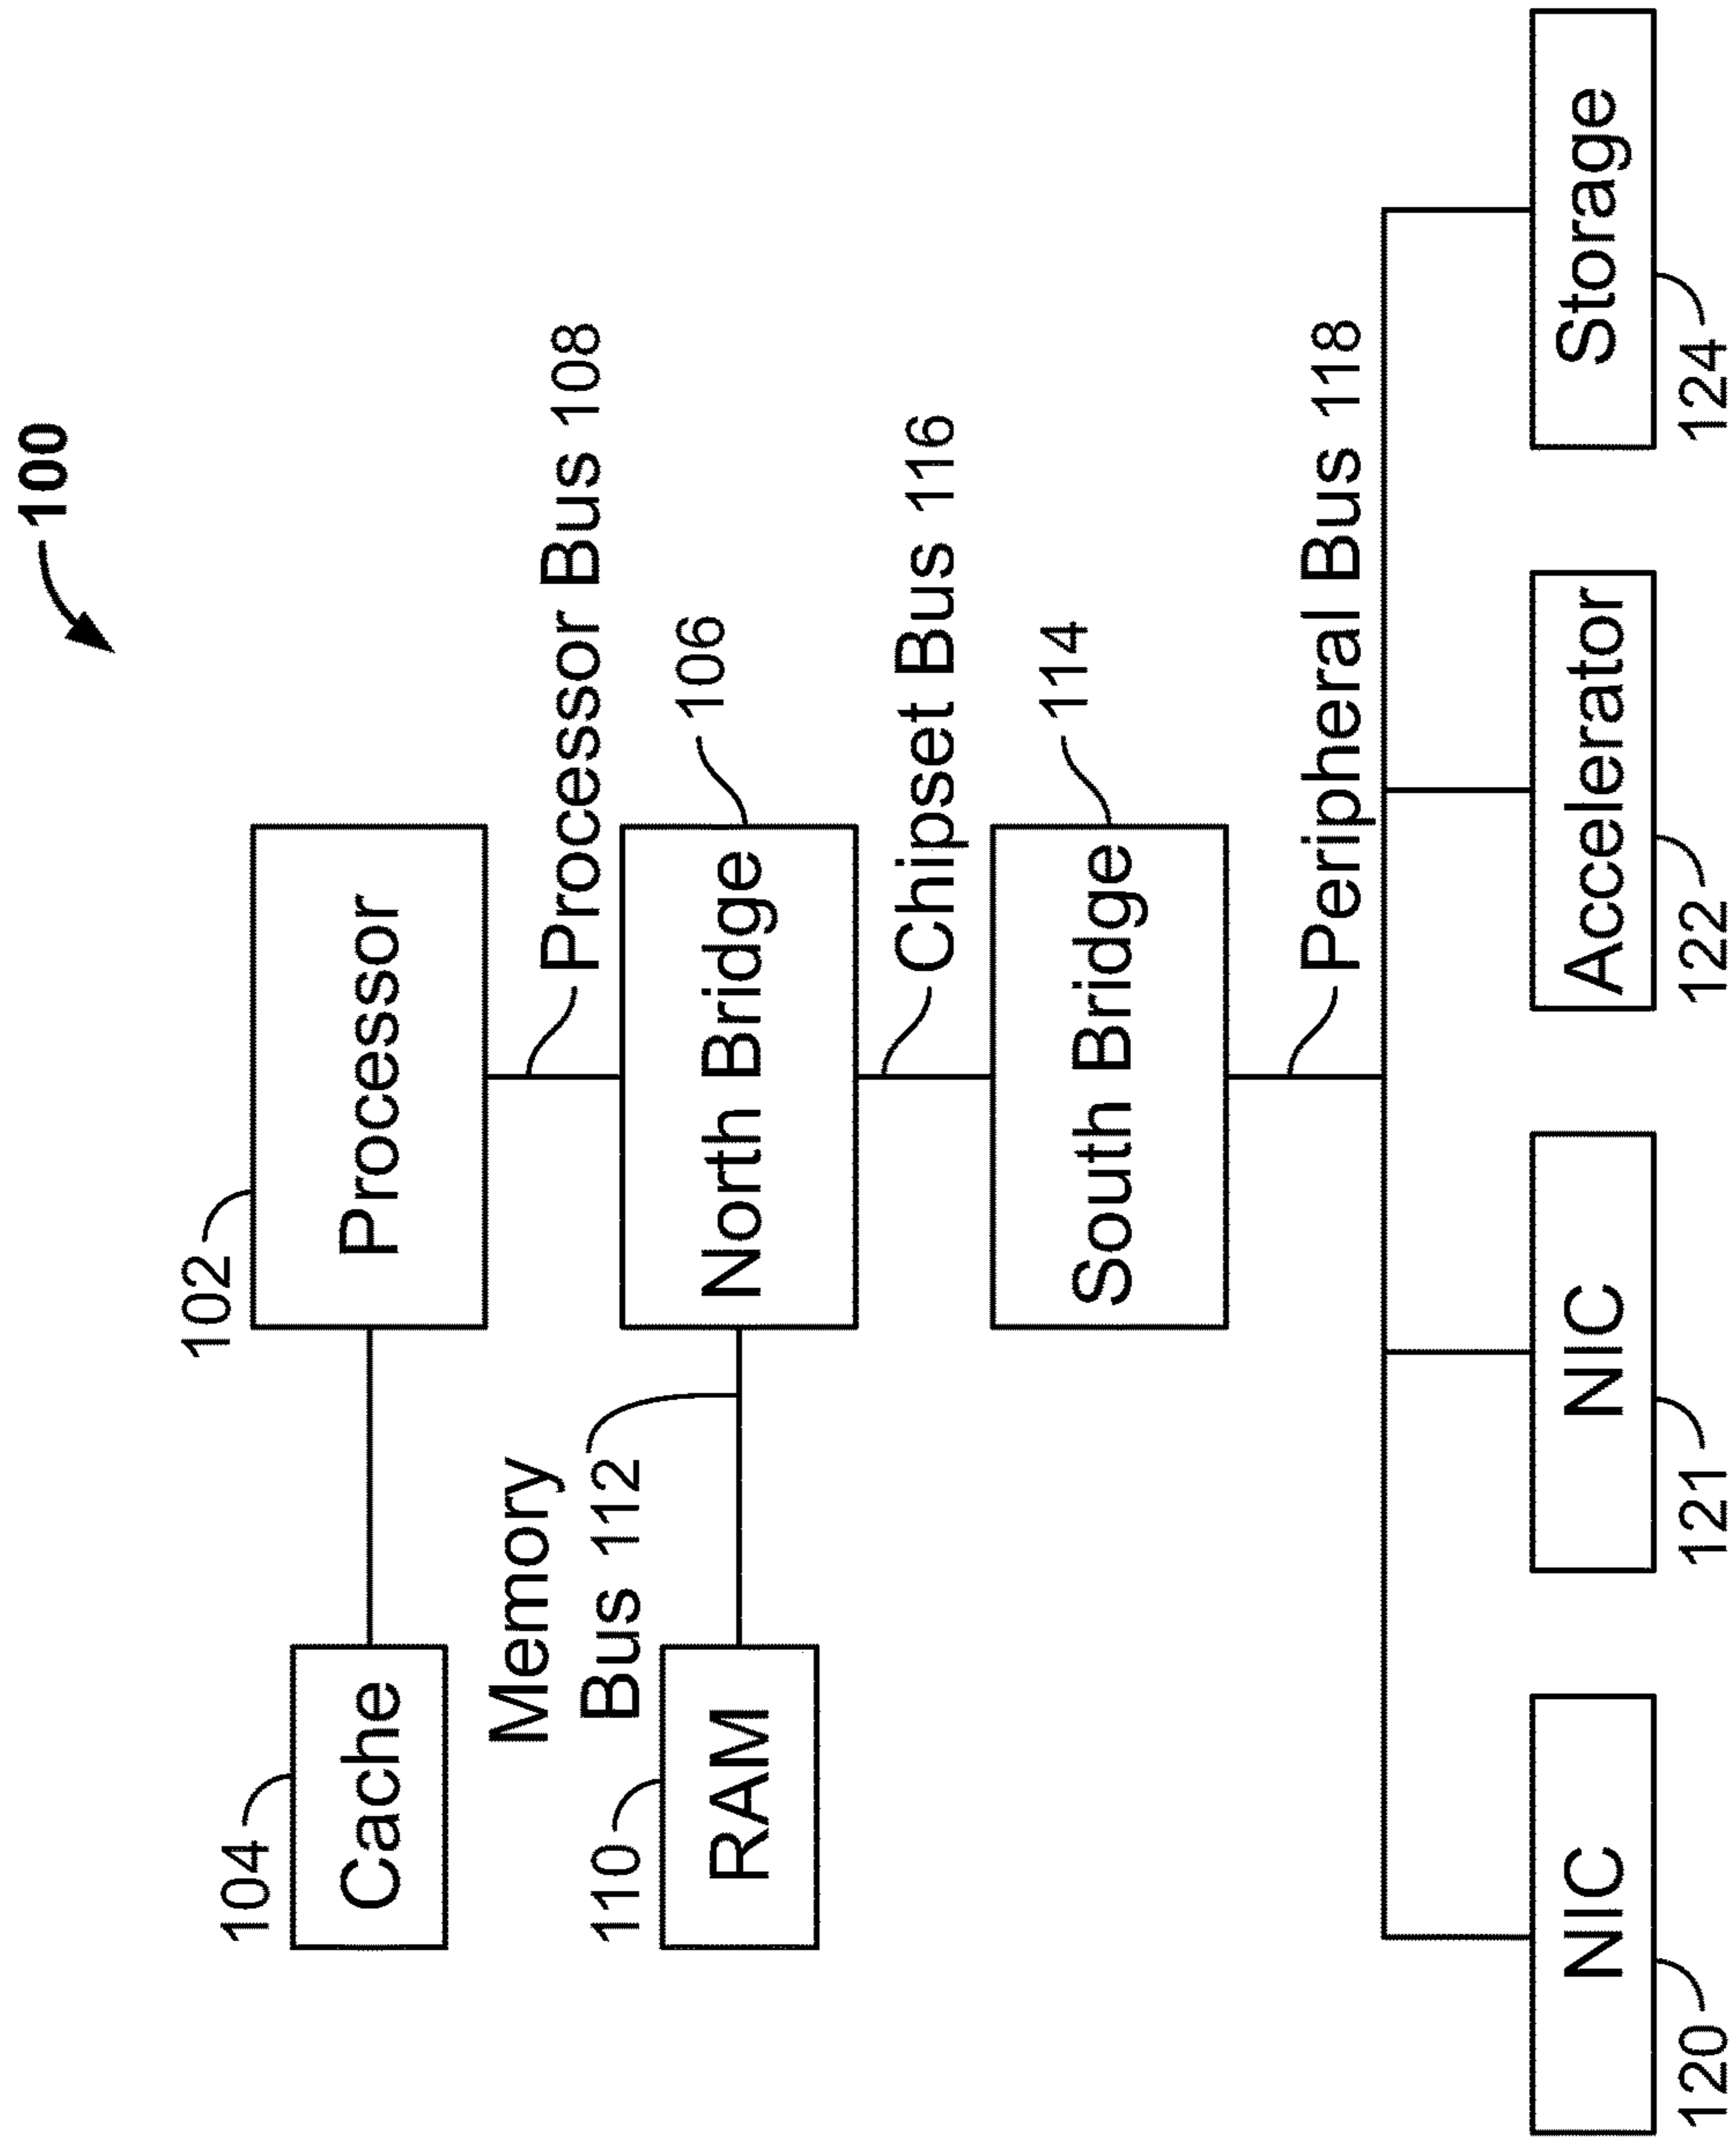 100
102
Processor
104
Cache
Processor Bus 108
Memory
Bus 112
106
North Bridge
110
RAM
Chipset Bus 116
114
South Bridge
Peripheral Bus 118
NIC
NIC
Accelerator
Storage
120
121
122
124